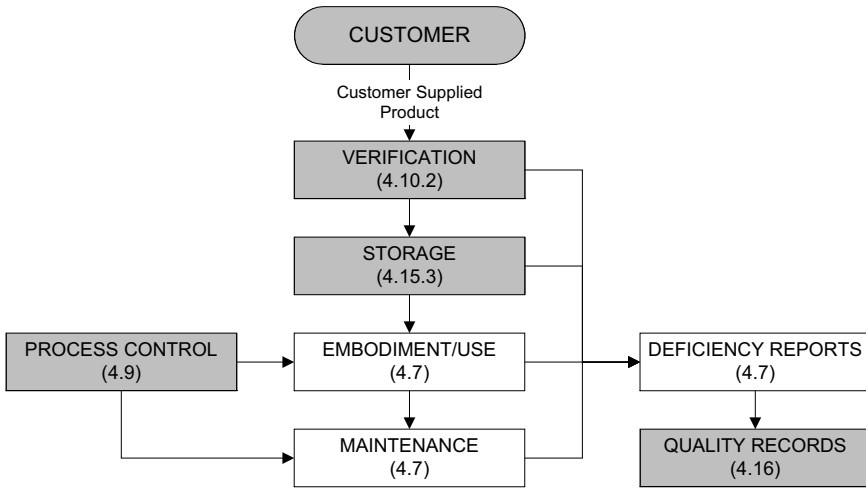 CUSTOMER
Customer Supplied
Product
VERIFICATION
(4.10.2)
STORAGE
(4.15.3)
PROCESS CONTROL
(4.9)
EMBODIMENT/USE
(4.7)
DEFICIENCY REPORTS
(4.7)
MAINTENANCE
(4.7)
QUALITY RECORDS
(4.16)